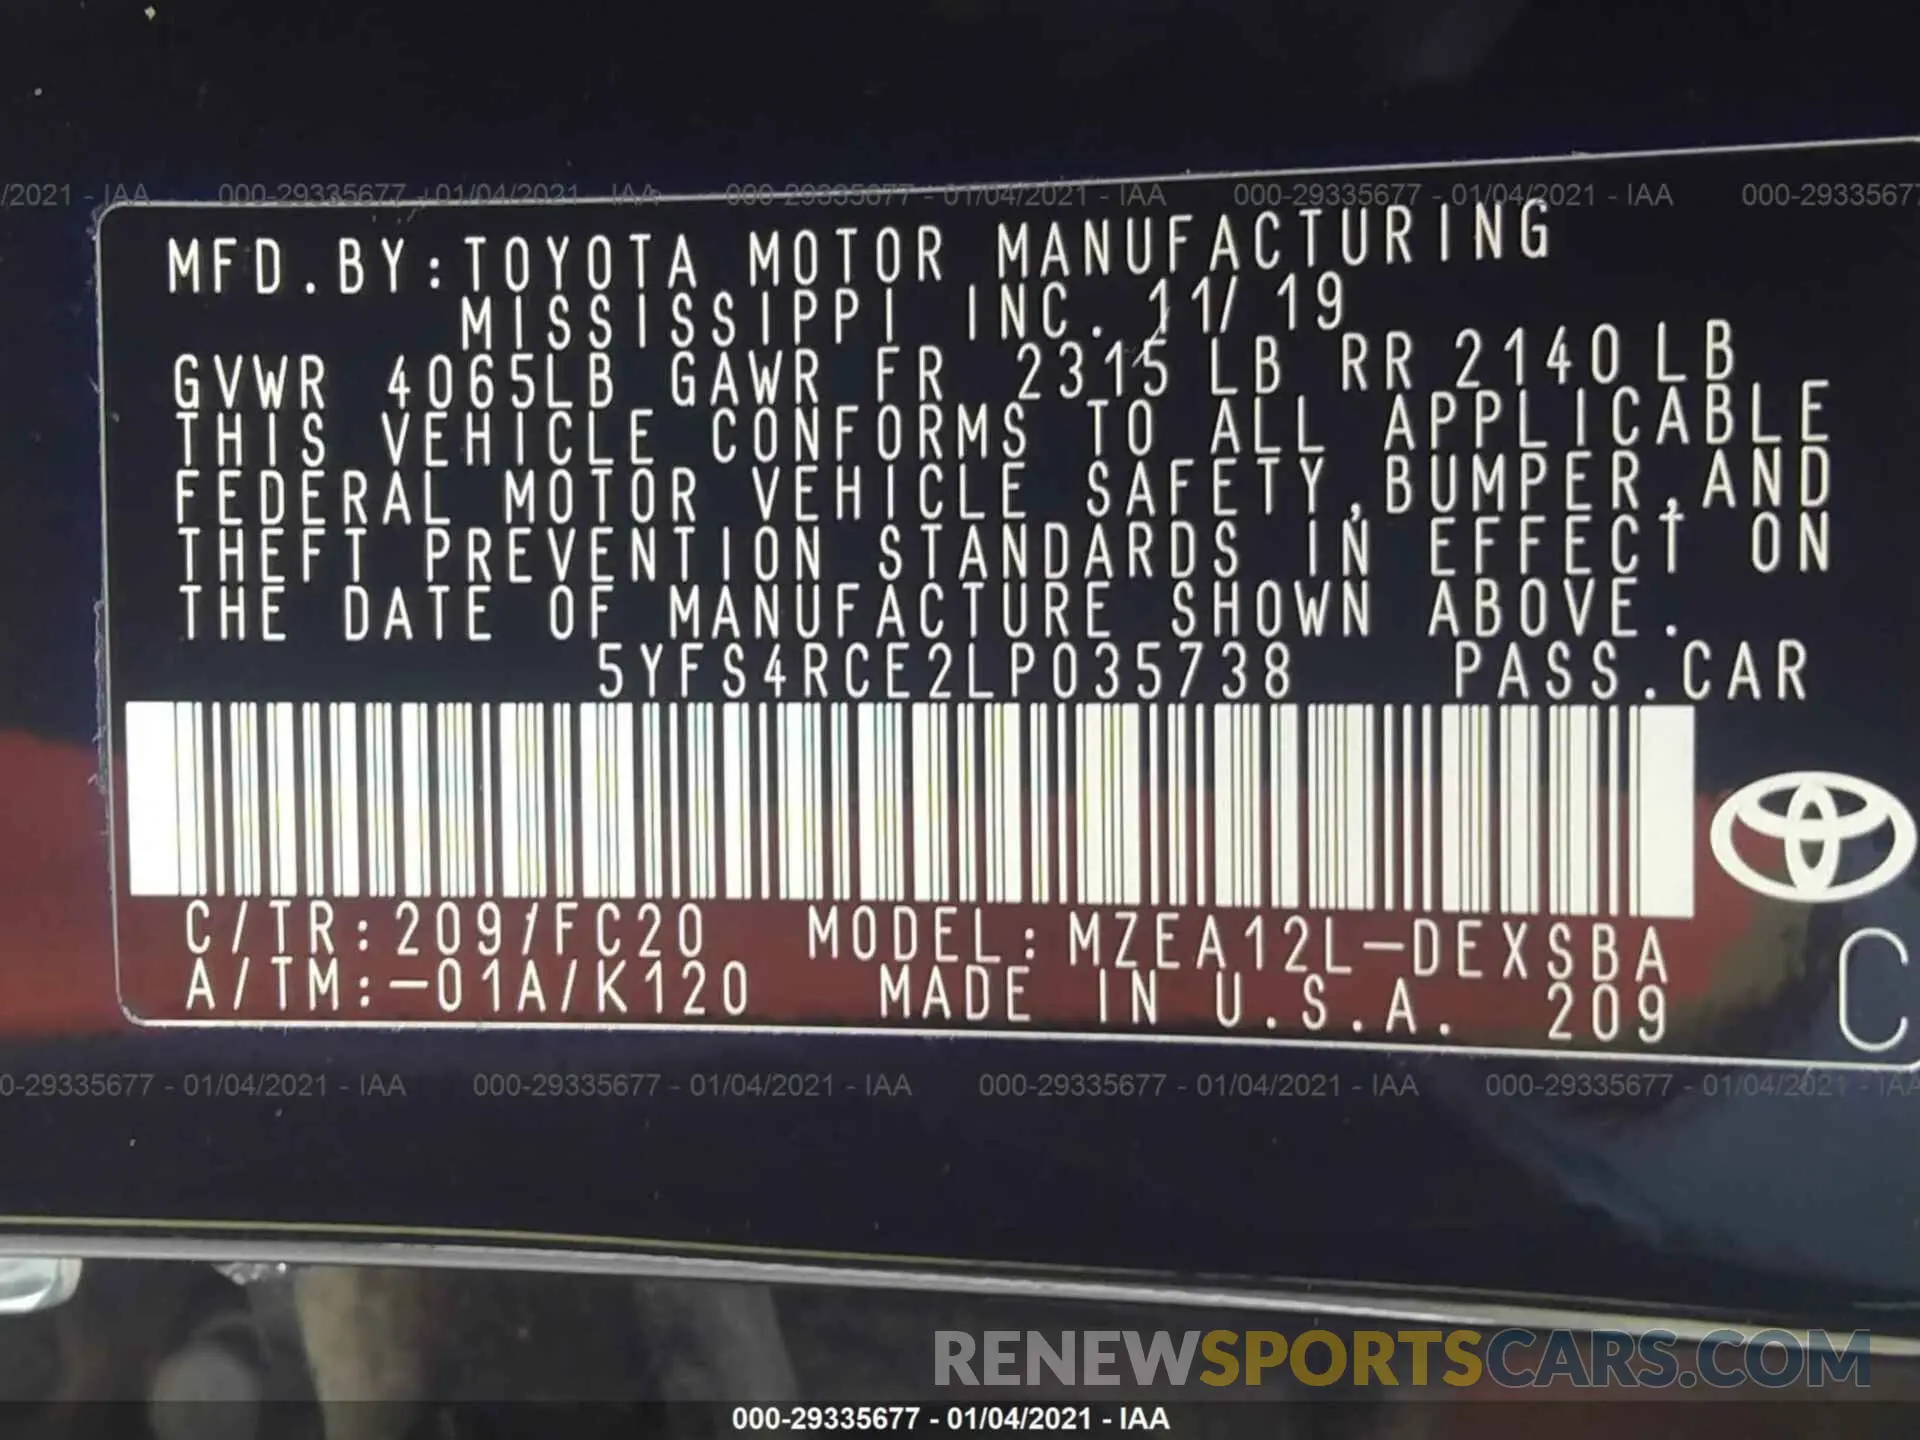 /2021 - IAA 000-29335677 - 01/04/2021 - IAA 000-29335677 - 01/04/2021 - IAA 000-29335677 - 01/04/2021 - IAA 000-29335677
MFD.BY:TOYOTA MOTOR MANUFACTURING
MISSISSIPPI INC. 11/19
GVWR 4065LB GAWR FR 2315LB RR 2140LB
THIS VEHICLE CONFORMS TO ALL APPLICABLE
FEDERAL MOTOR VEHICLE SAFETY,BUMPER,AND
THEFT PREVENTION STANDARDS IN EFFECT ON
THE DATE OF MANUFACTURE SHOWN ABOVE.
5YFS4RCE2LP035738 PASS.CAR
C/TR:209/FC20 MODEL:MZEA12L-DEXSBA
A/TM:-01A/K120 MADE IN U.S.A. 209
C
0-29335677 - 01/04/2021 - IAA 000-29335677 - 01/04/2021 - IAA 000-29335677 - 01/04/2021 - IAA 000-29335677 - 01/04/2021 - IAA
RENEWSPORTSCARS.COM
000-29335677 - 01/04/2021 - IAA